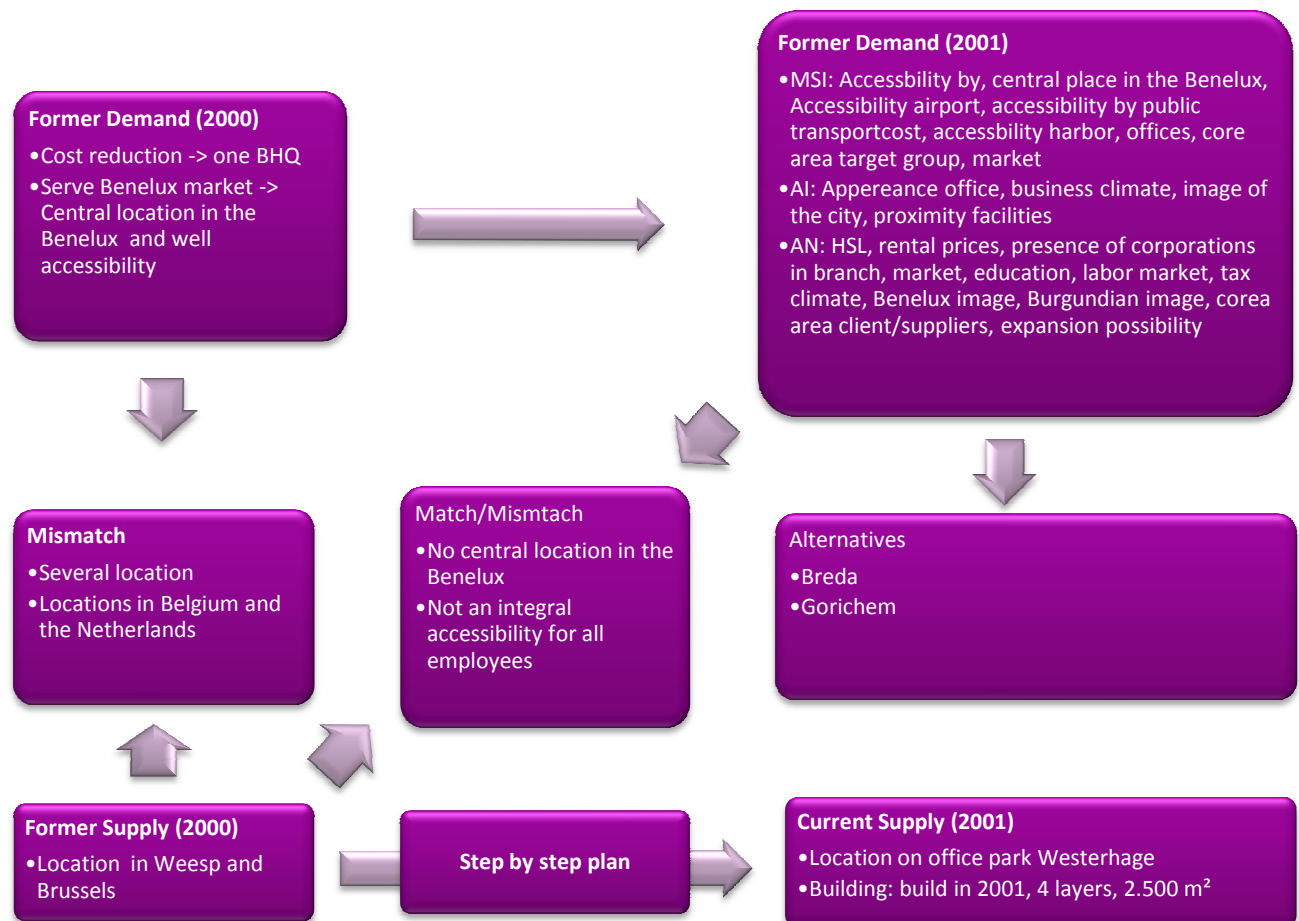 Former Demand (2000)
•Cost reduction -> one BHQ
•Serve Benelux market ->
Central location in the
Benelux and well
accessibility
Former Demand (2001)
•MSI: Accessbility by, central place in the Benelux,
Accessibility airport, accessibility by public
transportcost, accessbility harbor, offices, core
area target group, market
•AI: Appereance office, business climate, image of
the city, proximity facilities
•AN: HSL, rental prices, presence of corporations
in branch, market, education, labor market, tax
climate, Benelux image, Burgundian image, corea
area client/suppliers, expansion possibility
Mismatch
•Several location
•Locations in Belgium and
the Netherlands
Match/Mismtach
•No central location in the
Benelux
•Not an integral
accessibility for all
employees
Alternatives
•Breda
•Gorichem
Former Supply (2000)
•Location in Weesp and
Brussels
Step by step plan
Current Supply (2001)
•Location on office park Westerhage
•Building: build in 2001, 4 layers, 2.500 m²